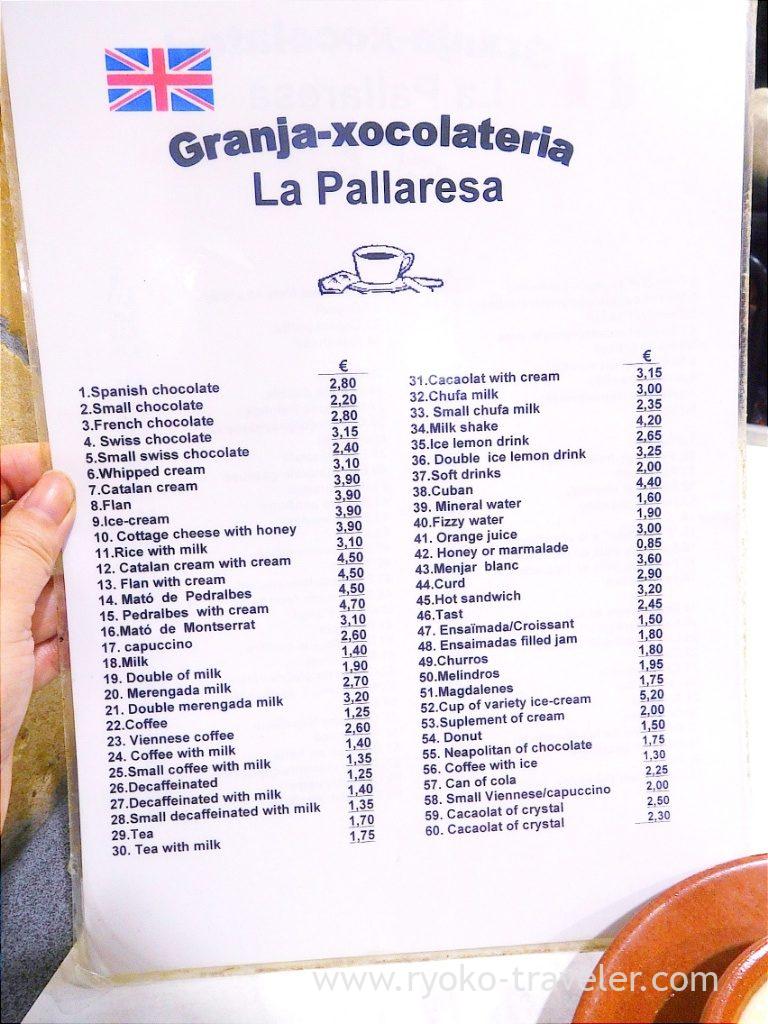 Granja-xocolateria
La Pallaresa
€
1.Spanish chocolate 2,80
2.Small chocolate 2,20
3.French chocolate 2,80
4. Swiss chocolate 3,15
5.Small swiss chocolate 2,40
6.Whipped cream 3,10
7.Catalan cream 3,90
8.Flan 3,90
9.Ice-cream 3,90
10. Cottage cheese with honey 3,90
11.Rice with milk 3,10
12. Catalan cream with cream 4,50
13. Flan with cream 4,50
14. Mató de Pedralbes 4,50
15. Pedralbes with cream 4,70
16.Mató de Montserrat 3,10
17. capuccino 2,60
18.Milk 1,40
19. Double of milk 1,90
20. Merengada milk 2,70
21. Double merengada milk 3,20
22.Coffee 1,25
23. Viennese coffee 2,60
24. Coffee with milk 1,40
25.Small coffee with milk 1,35
26.Decaffeinated 1,25
27.Decaffeinated with milk 1,40
28.Small decaffeinated with milk 1,35
29.Tea 1,70
30. Tea with milk 1,75
€
31.Cacaolat with cream 3,15
32.Chufa milk 3,00
33. Small chufa milk 2,35
34.Milk shake 4,20
35.Ice lemon drink 2,65
36. Double ice lemon drink 3,25
37.Soft drinks 2,00
38.Cuban 4,40
39. Mineral water 1,60
40.Fizzy water 1,90
41. Orange juice 3,00
42. Honey or marmalade 0,85
43.Menjar blanc 3,60
44.Curd 2,90
45.Hot sandwich 3,20
46.Tast 2,45
47. Ensaïmada/Croissant 1,50
48. Ensaimadas filled jam 1,80
49.Churros 1,80
50.Melindros 1,95
51.Magdalenes 1,75
52.Cup of variety ice-cream 5,20
53.Suplement of cream 2,00
54. Donut 1,50
55. Neapolitan of chocolate 1,75
56. Coffee with ice 1,30
57. Can of cola 2,25
58. Small Viennese/capuccino 2,00
59. Cacaolat of crystal 2,50
60. Cacaolat of crystal 2,30
www.ryoko-traveler.com